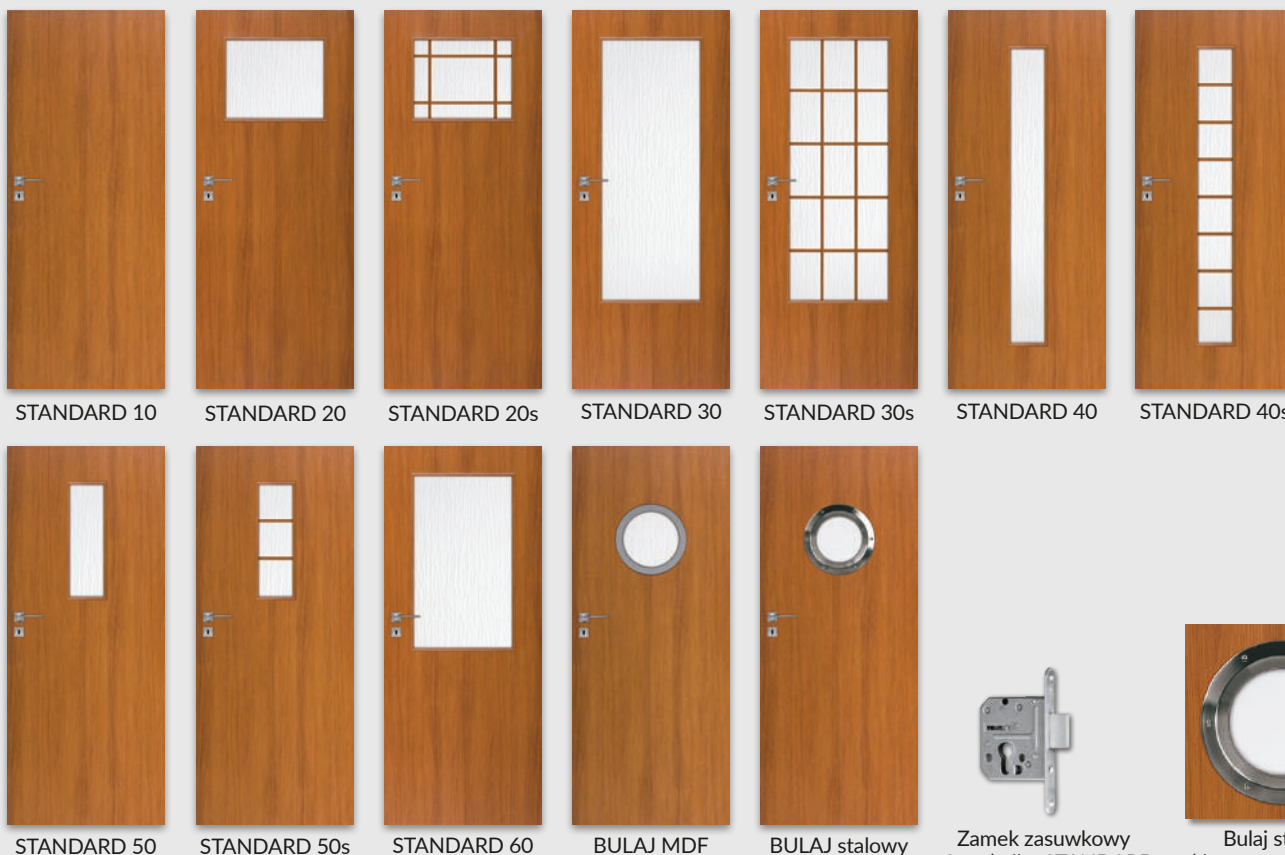 STANDARD 10
STANDARD 20
STANDARD 20s
STANDARD 30
STANDARD 30s
STANDARD 40
STANDARD 40s
STANDARD 50
STANDARD 50s
STANDARD 60
BULAJ MDF
BULAJ stalowy
Zamek zasuwkowy
Bulaj